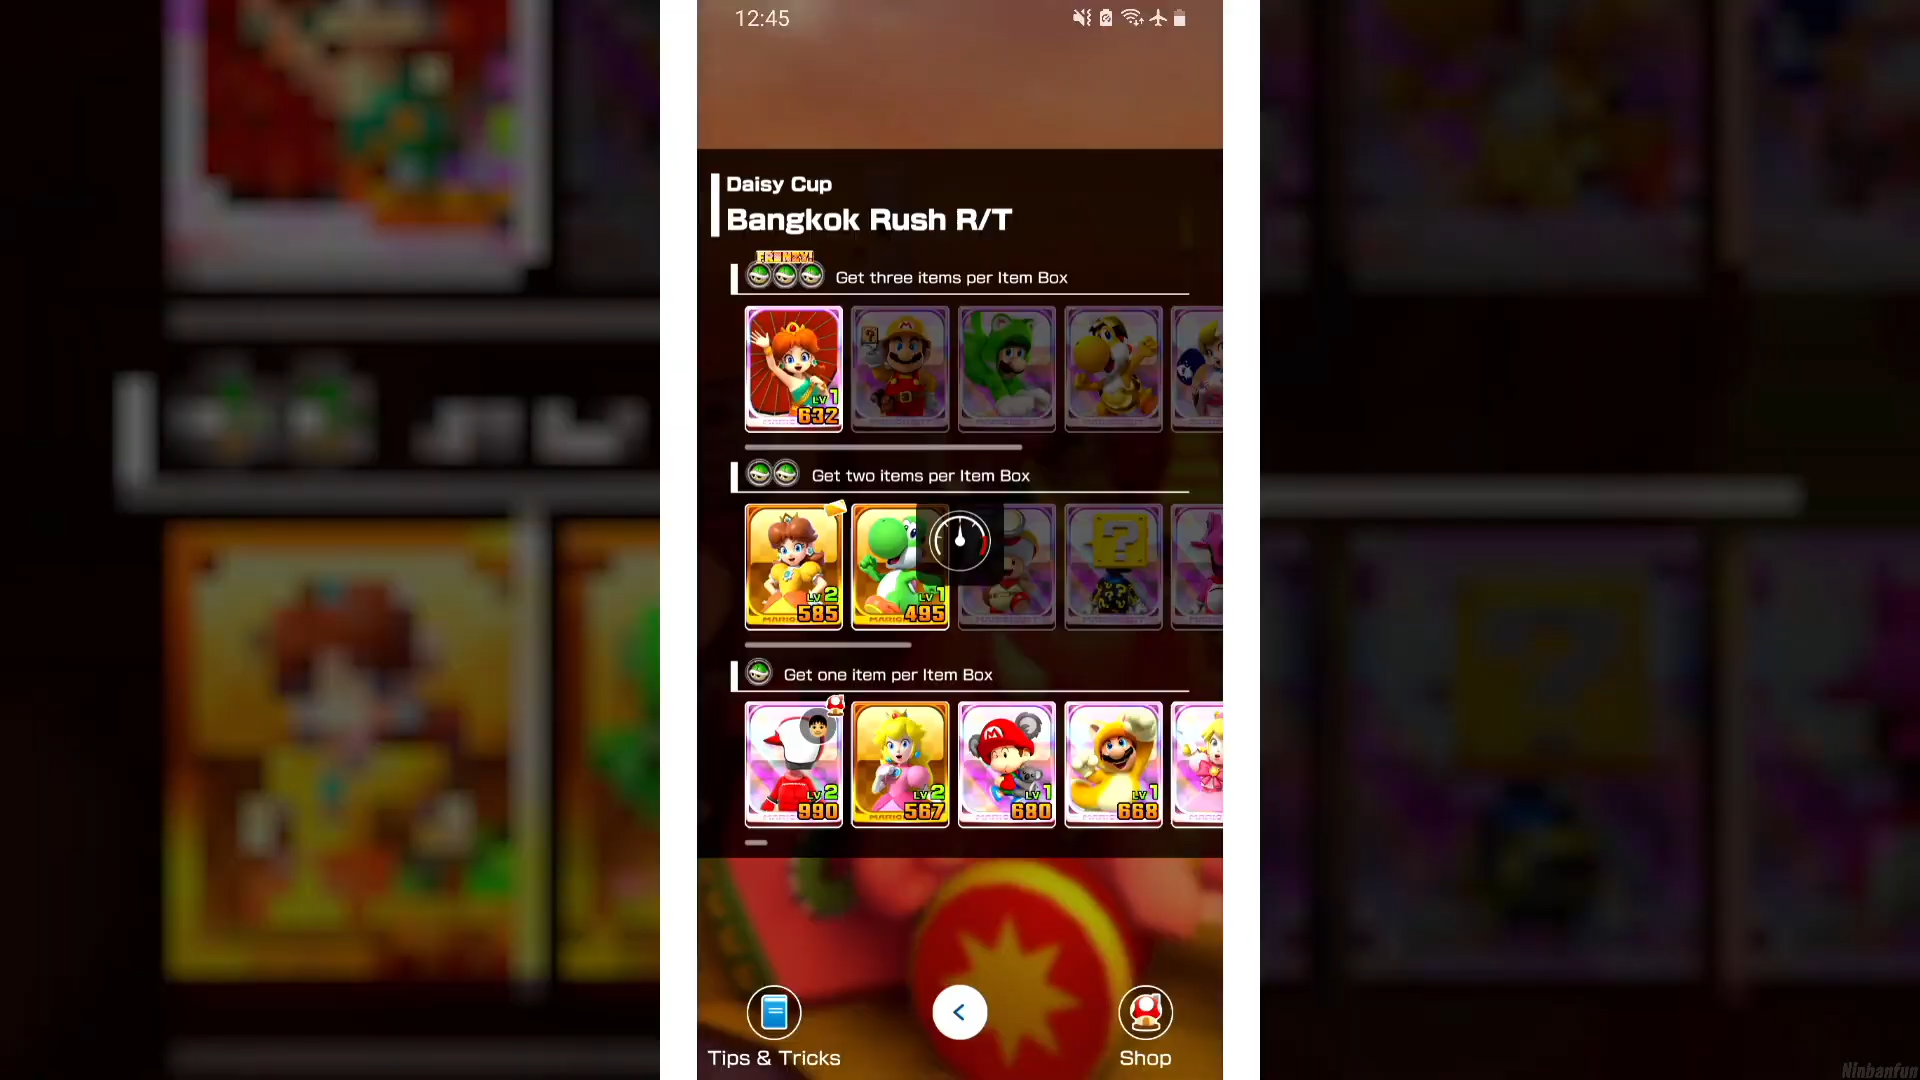 12:45
Daisy Cup
Bangkok Rush R/T
FRENZY!
Get three items per Item Box
LV 1
632
Get two items per Item Box
LV 2
585
LV 1
495
Get one item per Item Box
LV 2
990
LV 2
567
LV 1
680
LV 1
668
Tips & Tricks
Shop
Ninbanfun